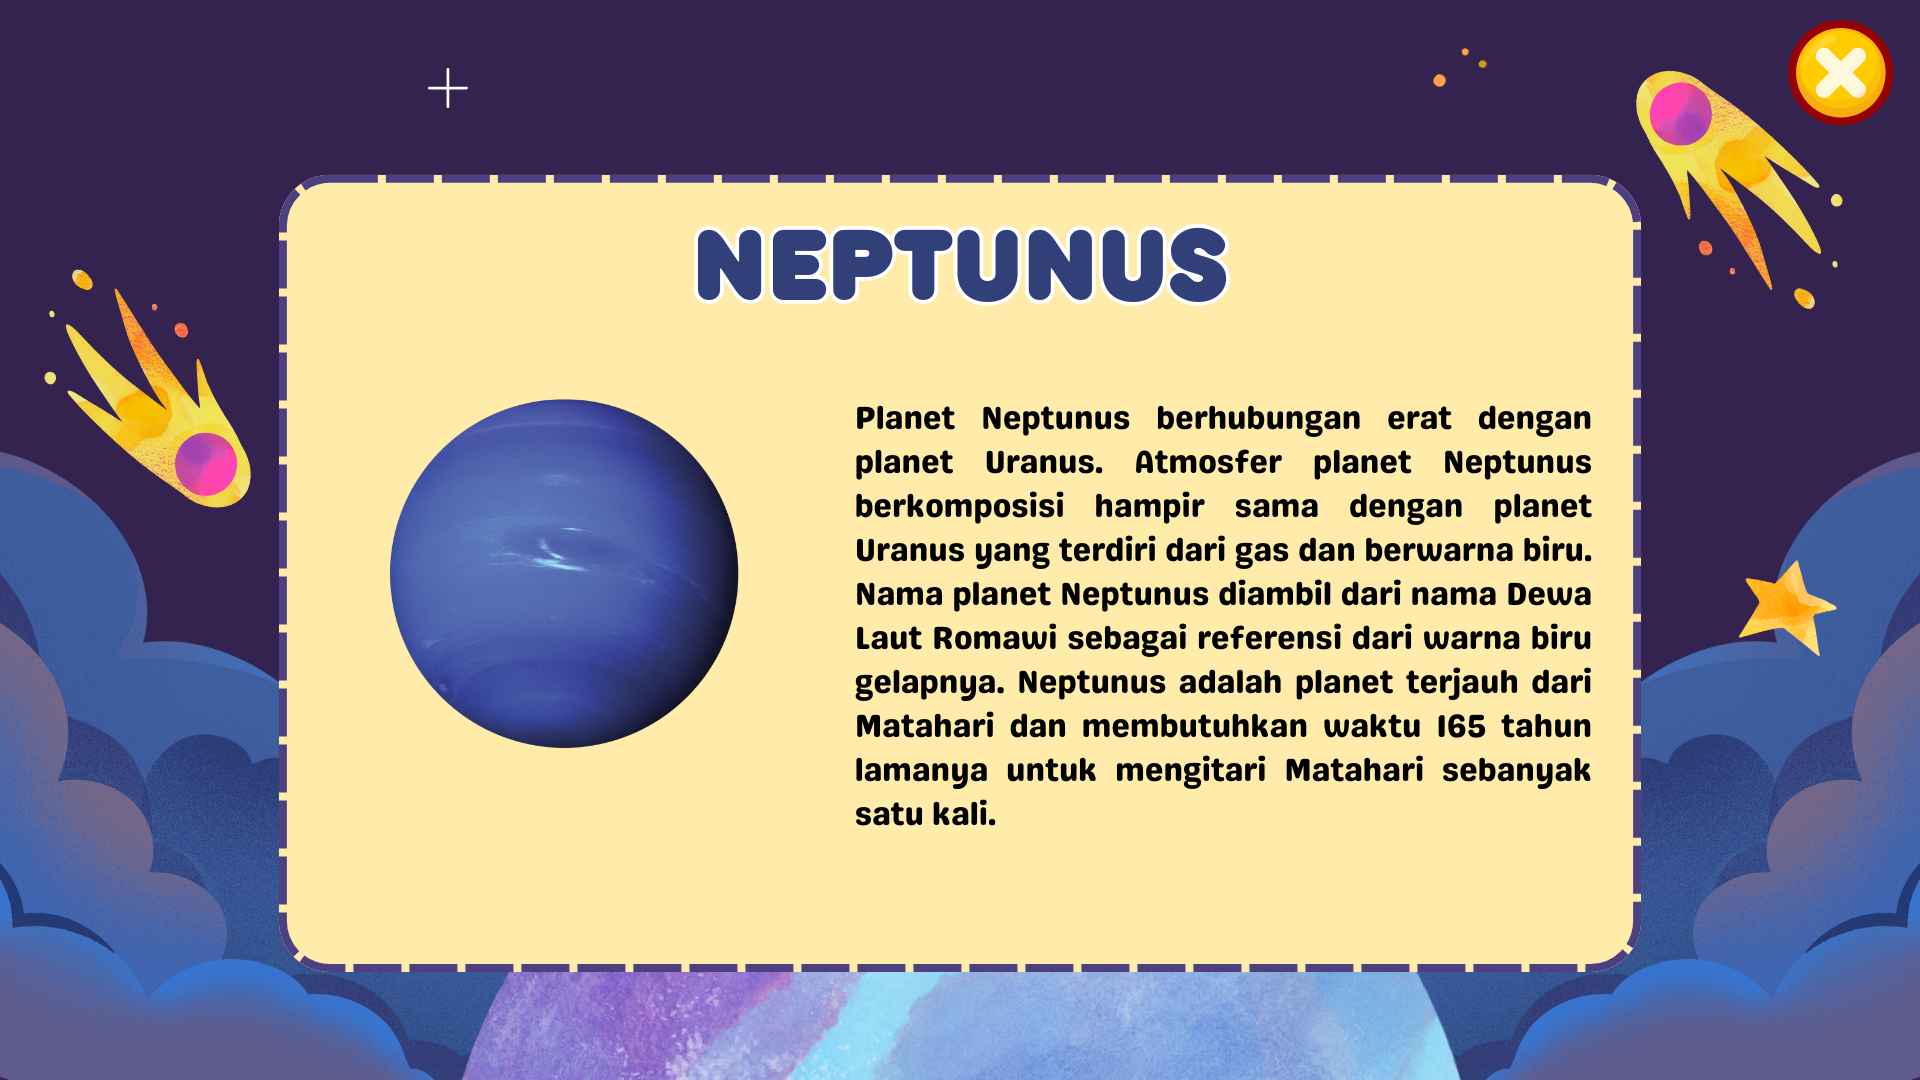 NEPTUNUS
Planet Neptunus berhubungan erat dengan
planet Uranus. Atmosfer planet Neptunus
berkomposisi hampir sama dengan planet
Uranus yang terdiri dari gas dan berwarna biru.
Nama planet Neptunus diambil dari nama Dewa
Laut Romawi sebagai referensi dari warna biru
gelapnya. Neptunus adalah planet terjauh dari
Matahari dan membutuhkan waktu 165 tahun
lamanya untuk mengitari Matahari sebanyak
satu kali.